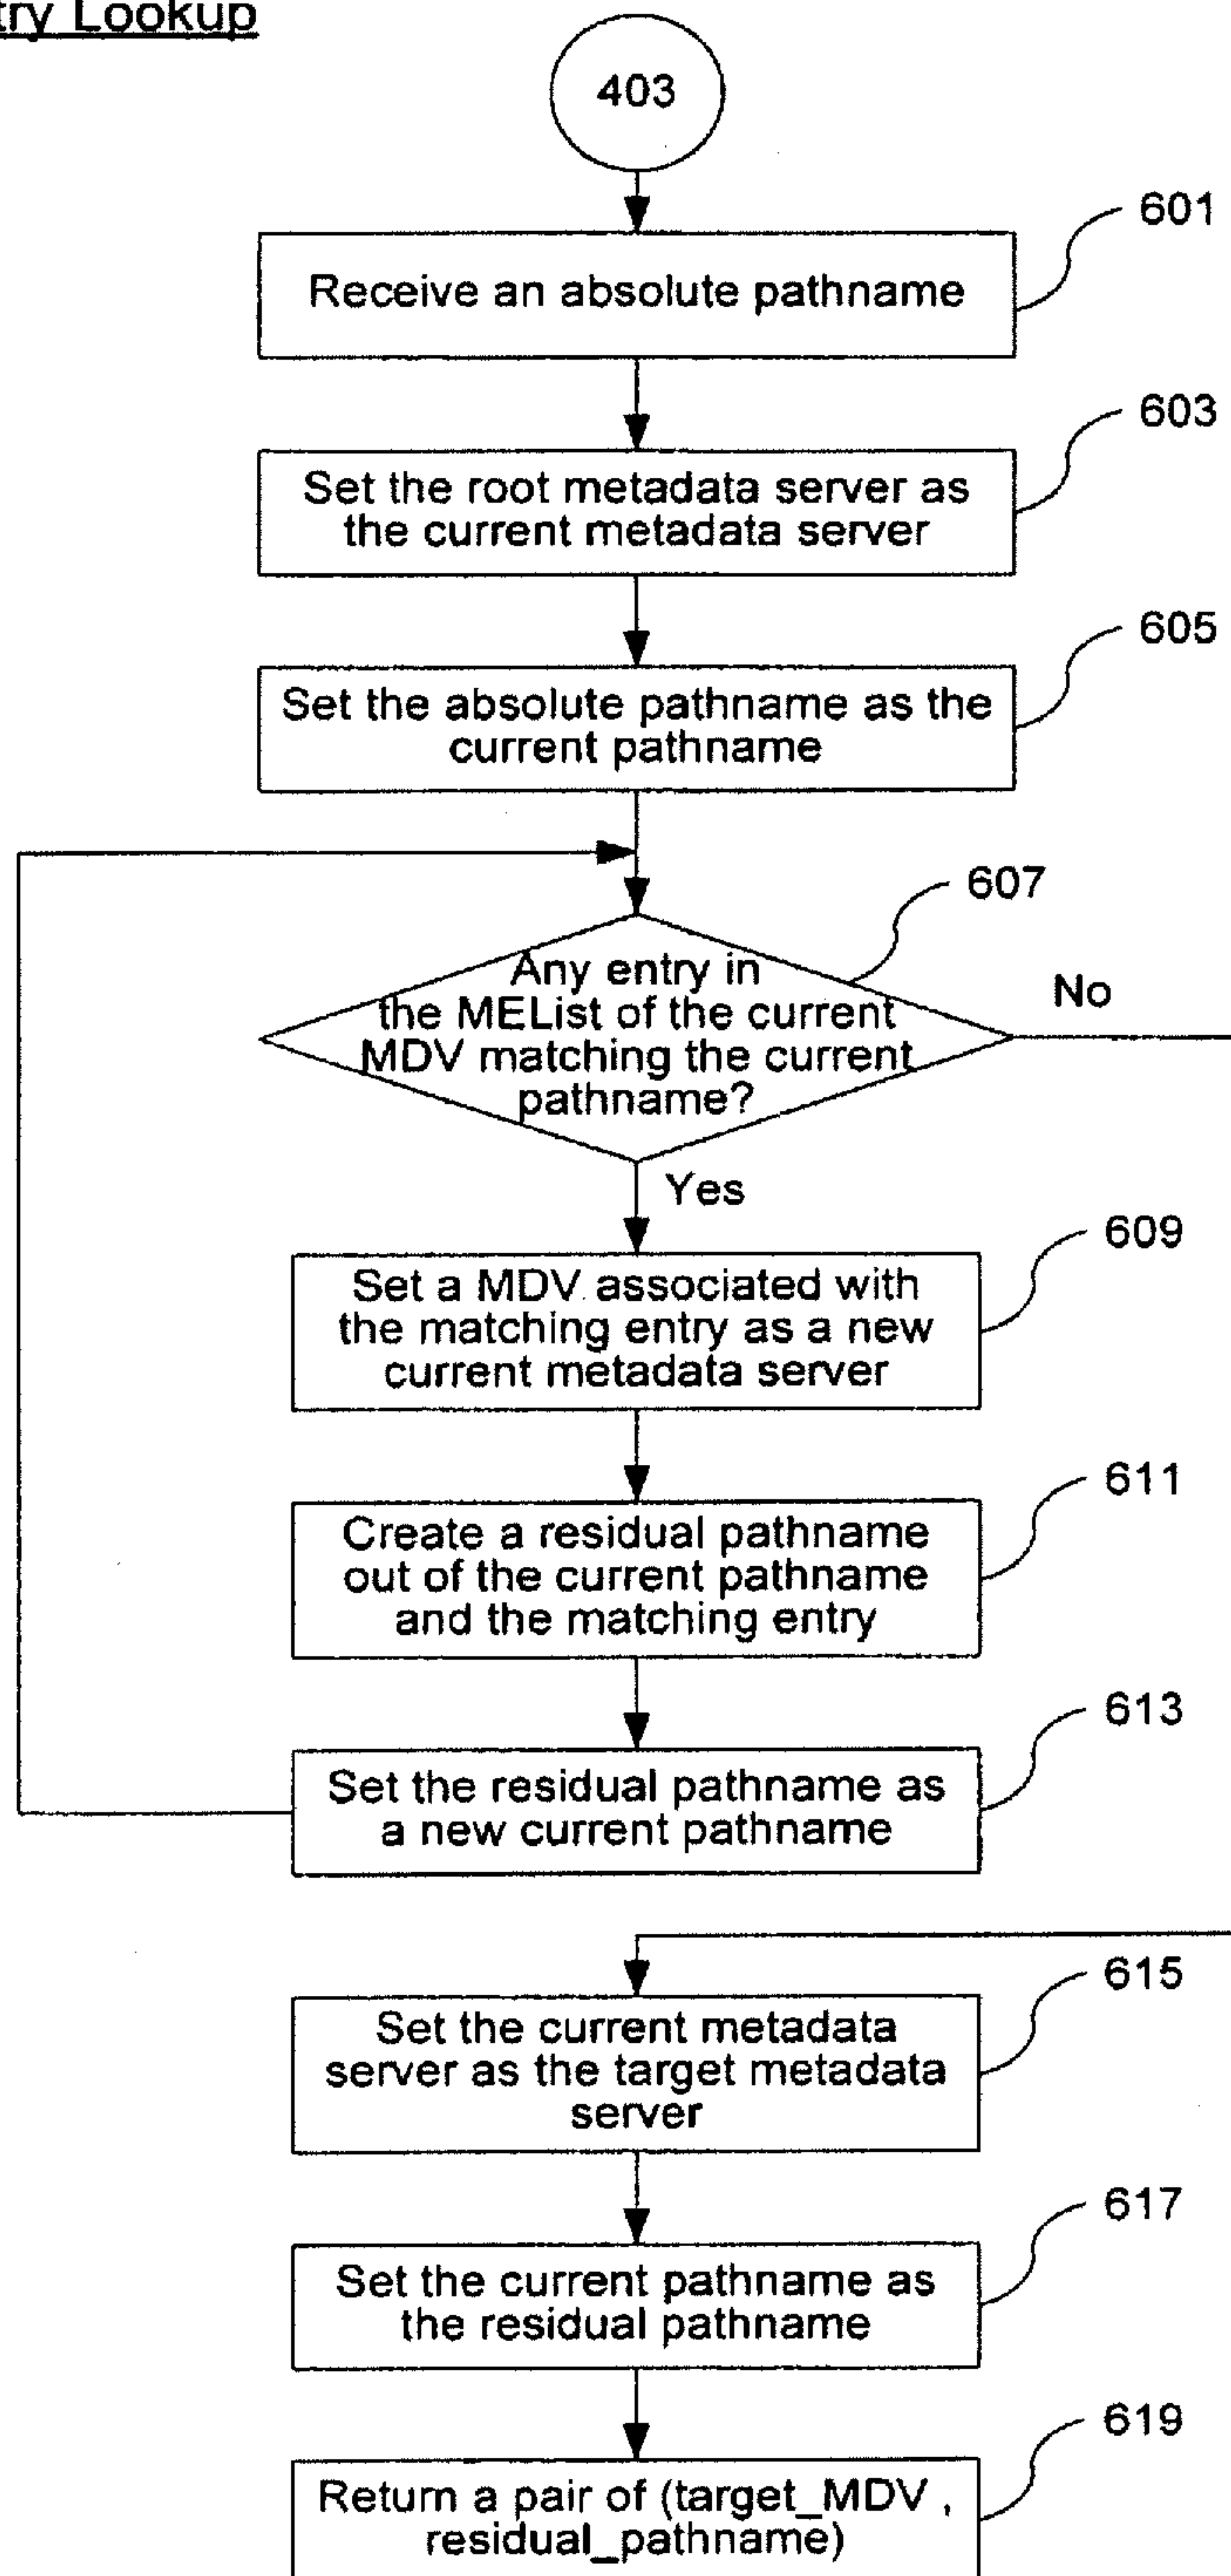 try Lookup
403
601
Receive an absolute pathname
603
Set the root metadata server as
the current metadata server
605
Set the absolute pathname as the
current pathname
607
Any entry in
the MEList of the current
MDV matching the current
pathname?
No
Yes
609
Set a MDV associated with
the matching entry as a new
current metadata server
611
Create a residual pathname
out of the current pathname
and the matching entry
613
Set the residual pathname as
a new current pathname
615
Set the current metadata
server as the target metadata
server
617
Set the current pathname as
the residual pathname
619
Return a pair of (target_MDV ,
residual_pathname)